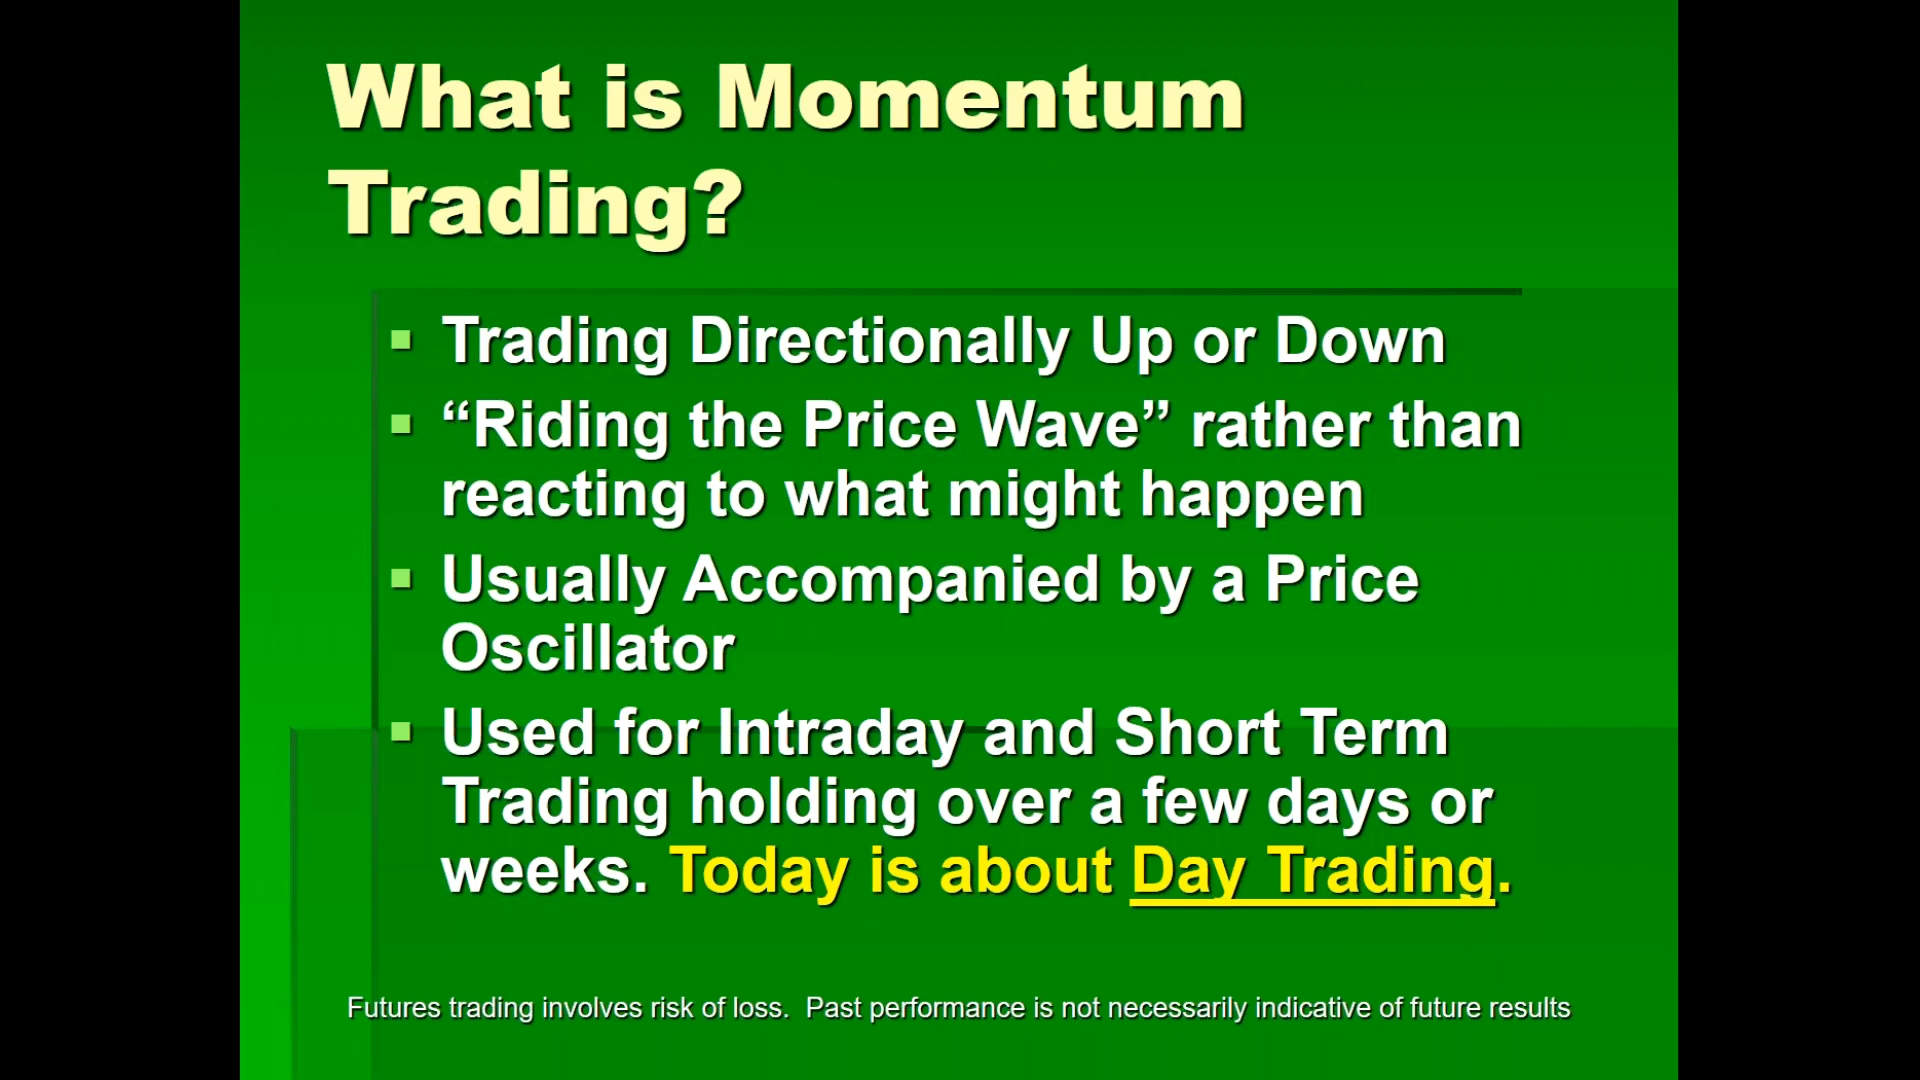 What is Momentum
Trading?
▪ Trading Directionally Up or Down
▪ “Riding the Price Wave” rather than
reacting to what might happen
▪ Usually Accompanied by a Price
Oscillator
▪ Used for Intraday and Short Term
Trading holding over a few days or
weeks. Today is about Day Trading.
Futures trading involves risk of loss.  Past performance is not necessarily indicative of future results